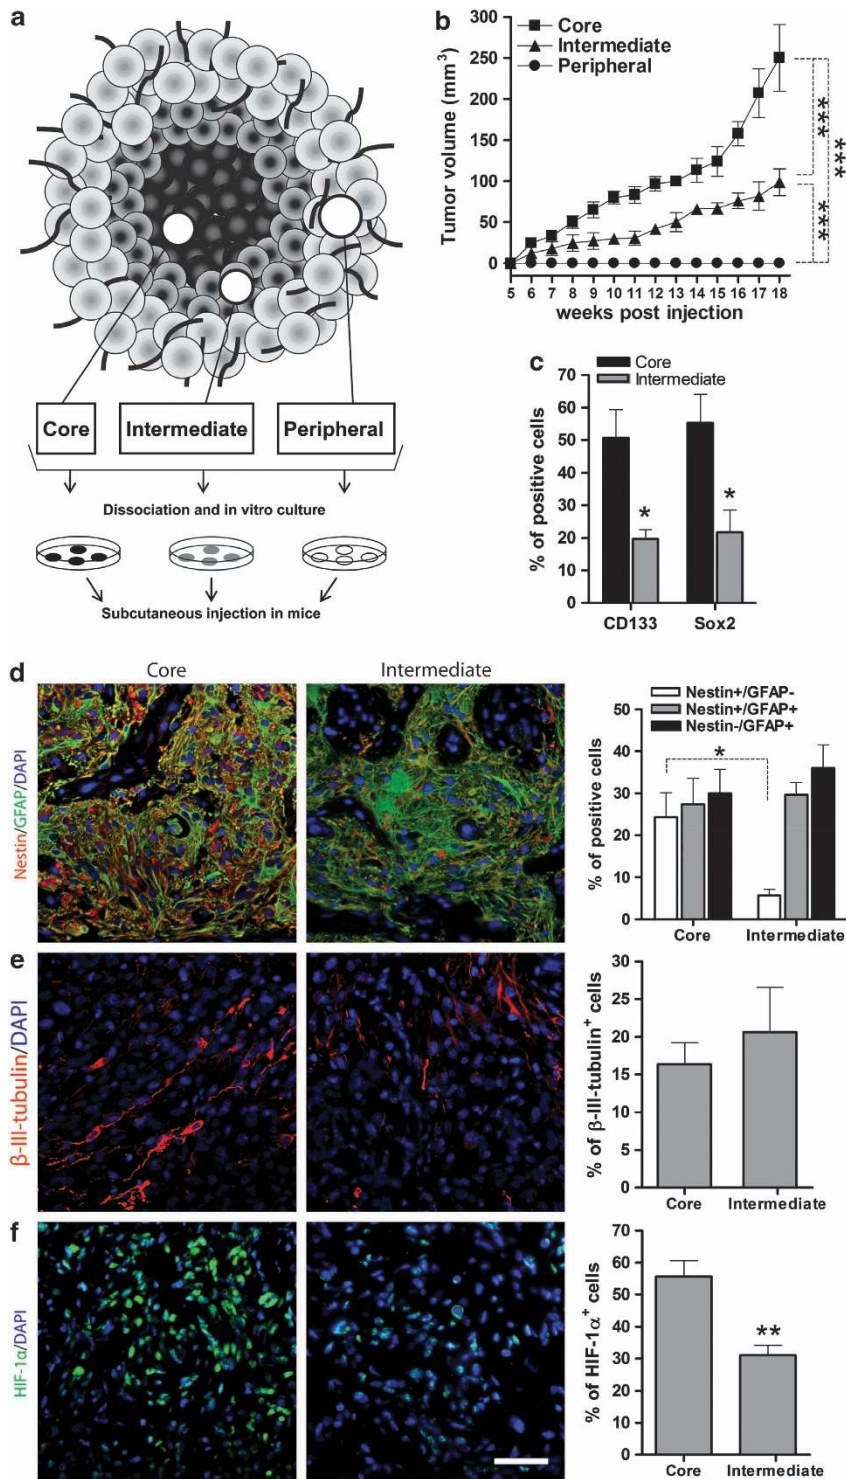 a
Core
Intermediate
Peripheral
Dissociation and in vitro culture
Subcutaneous injection in mice
b
Tumor volume (mm³)
300
250
200
150
100
50
0
Core
Intermediate
Peripheral
***
***
***
5 6 7 8 9 10 11 12 13 14 15 16 17 18
weeks post injection
c
Core
Intermediate
% of positive cells
70
60
50
40
30
20
10
0
*
*
CD133
Sox2
d
Core
Intermediate
Nestin/GFAP/DAPI
Nestin+/GFAP-
Nestin+/GFAP+
Nestin-/GFAP+
% of positive cells
50
40
30
20
10
0
*
Core
Intermediate
e
β-III-tubulin/DAPI
% of β-III-tubulin⁺ cells
30
25
20
15
10
5
0
Core
Intermediate
f
HIF-1α/DAPI
% of HIF-1α⁺ cells
70
60
50
40
30
20
10
0
**
Core
Intermediate